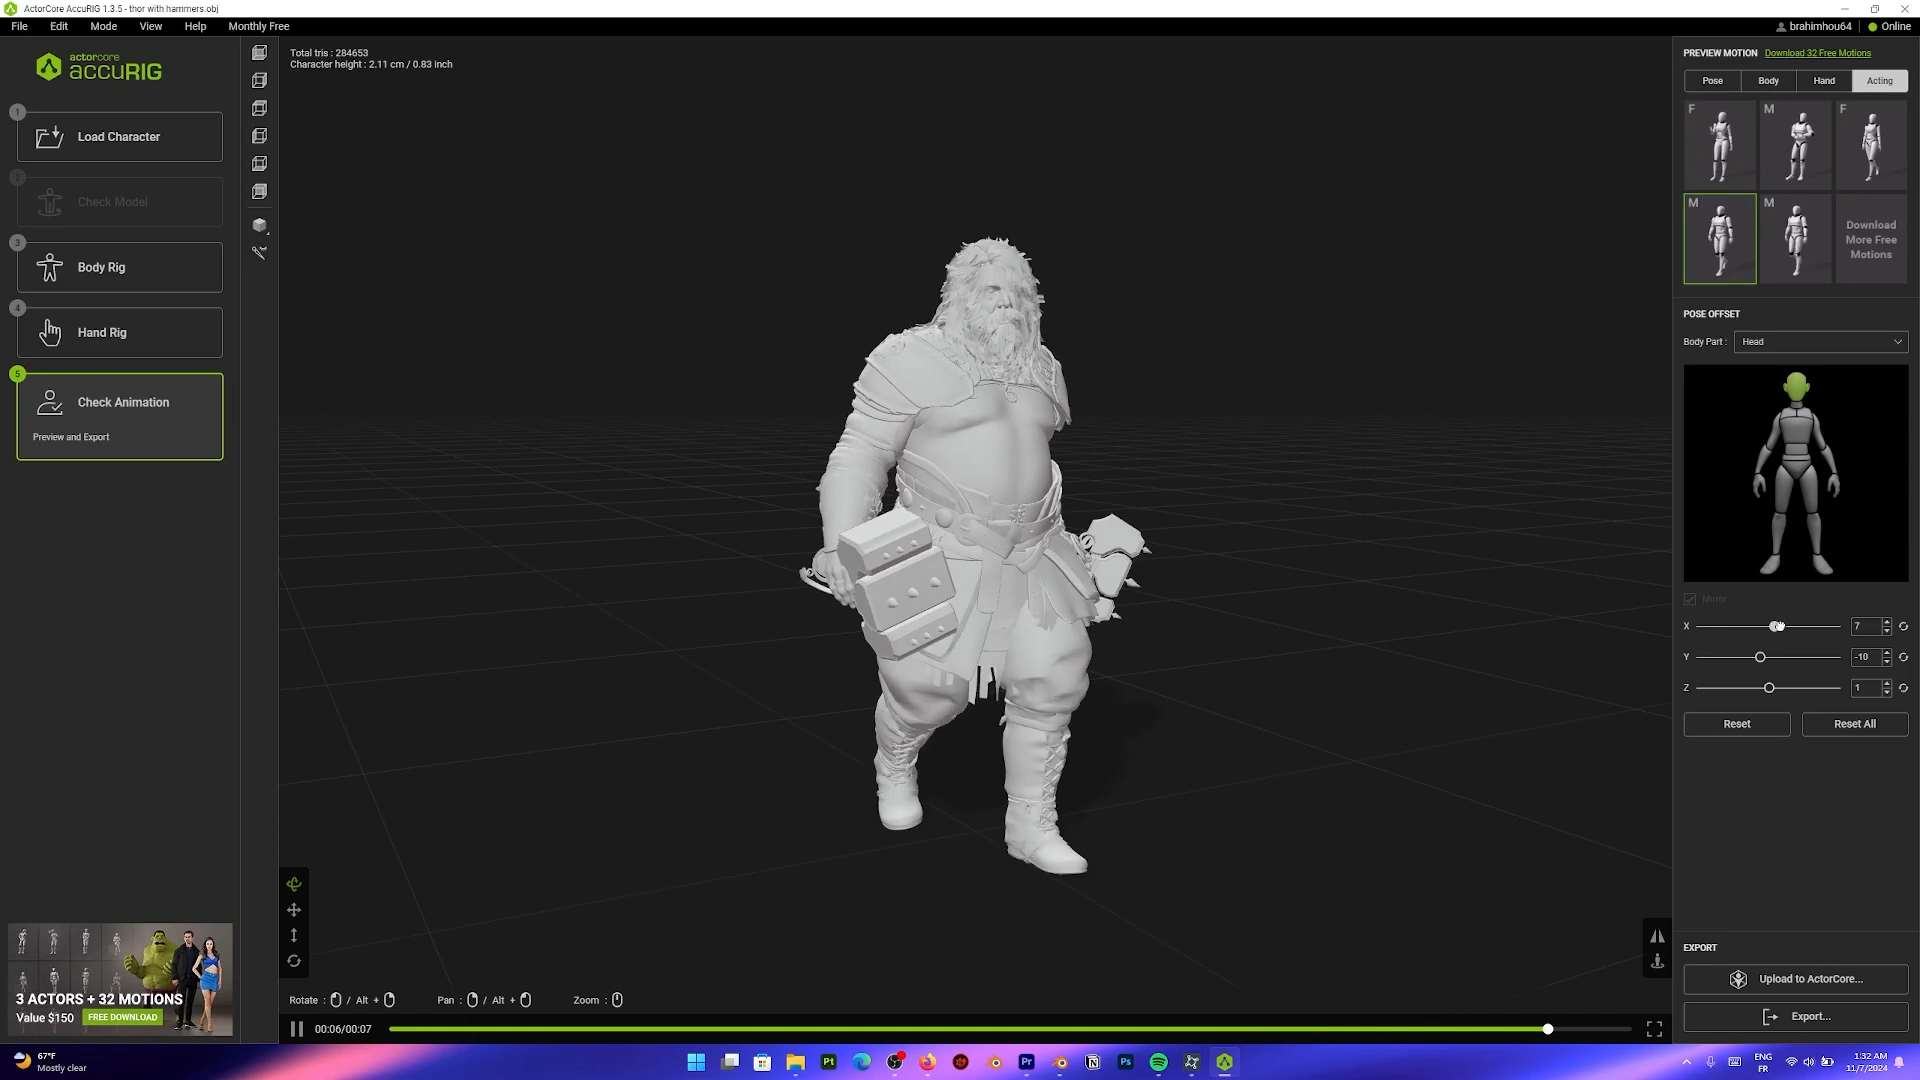 ActorCore AccuRIG 1.3.5 - thor with hammers.obj
File Edit Mode View Help Monthly Free
brahimhou64 Online
actorcore
accuRIG
1
Load Character
2
Check Model
3
Body Rig
4
Hand Rig
5
Check Animation
Preview and Export
Total tris : 284653
Character height : 2.11 cm / 0.83 inch
PREVIEW MOTION Download 32 Free Motions
Pose Body Hand Acting
F M F
M M
Download
More Free
Motions
POSE OFFSET
Body Part : Head
Mirror
X 7
Y -10
Z 1
Reset Reset All
EXPORT
Upload to ActorCore...
Export...
3 ACTORS + 32 MOTIONS
Value $150 FREE DOWNLOAD
Rotate : / Alt + Pan : / Alt + Zoom :
00:06/00:07
67°F
Mostly clear
Pt Pr Ps
ENG
FR
1:32 AM
11/7/2024